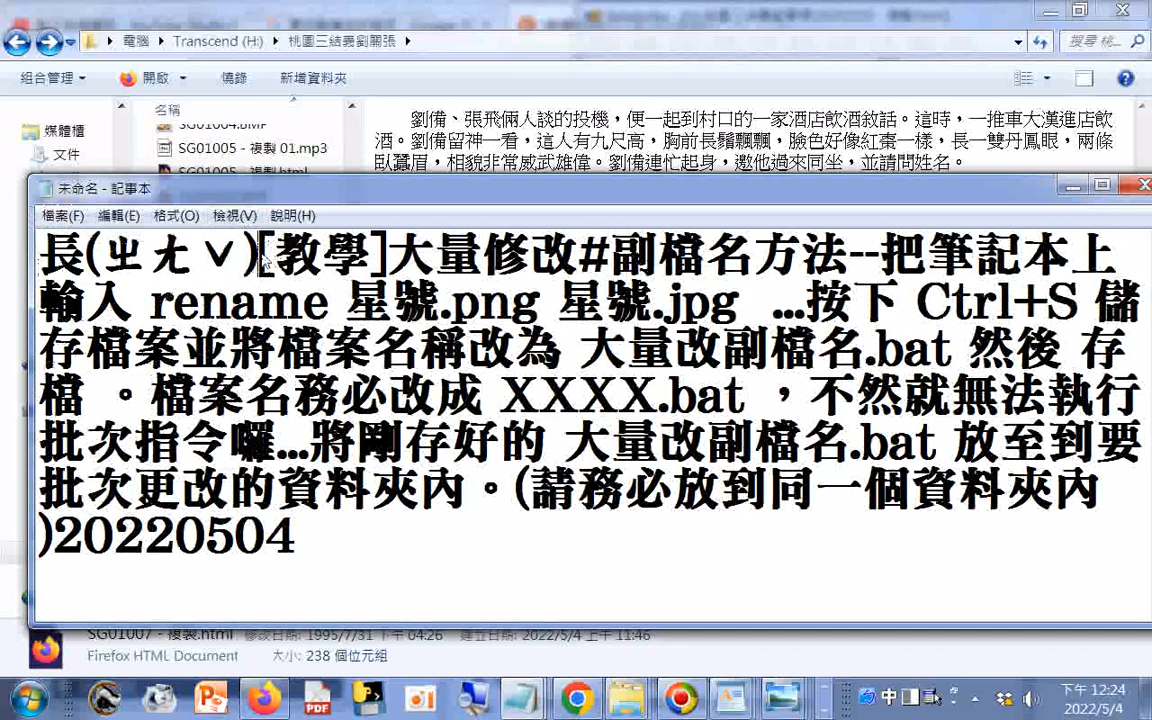 電腦 ▸ Transcend (H:) ▸ 桃園三結義劉關張 ▸
搜尋 桃...
組合管理 開啟 燒錄 新增資料夾
名稱
媒體櫃
文件
SG01004.BMP
SG01005 - 複製 01.mp3
SG01005 - 複製.html
劉備、張飛倆人談的投機，便一起到村口的一家酒店飲酒敘話。這時，一推車大漢進店飲
酒。劉備留神一看，這人有九尺高，胸前長鬚飄飄，臉色好像紅棗一樣，長一雙丹鳳眼，兩條
臥蠶眉，相貌非常威武雄偉。劉備連忙起身，邀他過來同坐，並請問姓名。
未命名 - 記事本
檔案(F) 編輯(E) 格式(O) 檢視(V) 說明(H)
長(ㄓㄤˇ)[教學]大量修改#副檔名方法--把筆記本上
輸入 rename 星號.png 星號.jpg ...按下 Ctrl+S 儲
存檔案並將檔案名稱改為 大量改副檔名.bat 然後 存
檔 。檔案名務必改成 XXXX.bat ，不然就無法執行
批次指令囉...將剛存好的 大量改副檔名.bat 放至到要
批次更改的資料夾內。(請務必放到同一個資料夾內
)20220504
SG01007 - 複製.html 修改日期: 1995/7/31 下午 04:26 建立日期: 2022/5/4 上午 11:46
Firefox HTML Document 大小: 238 個位元組
中
下午 12:24
2022/5/4